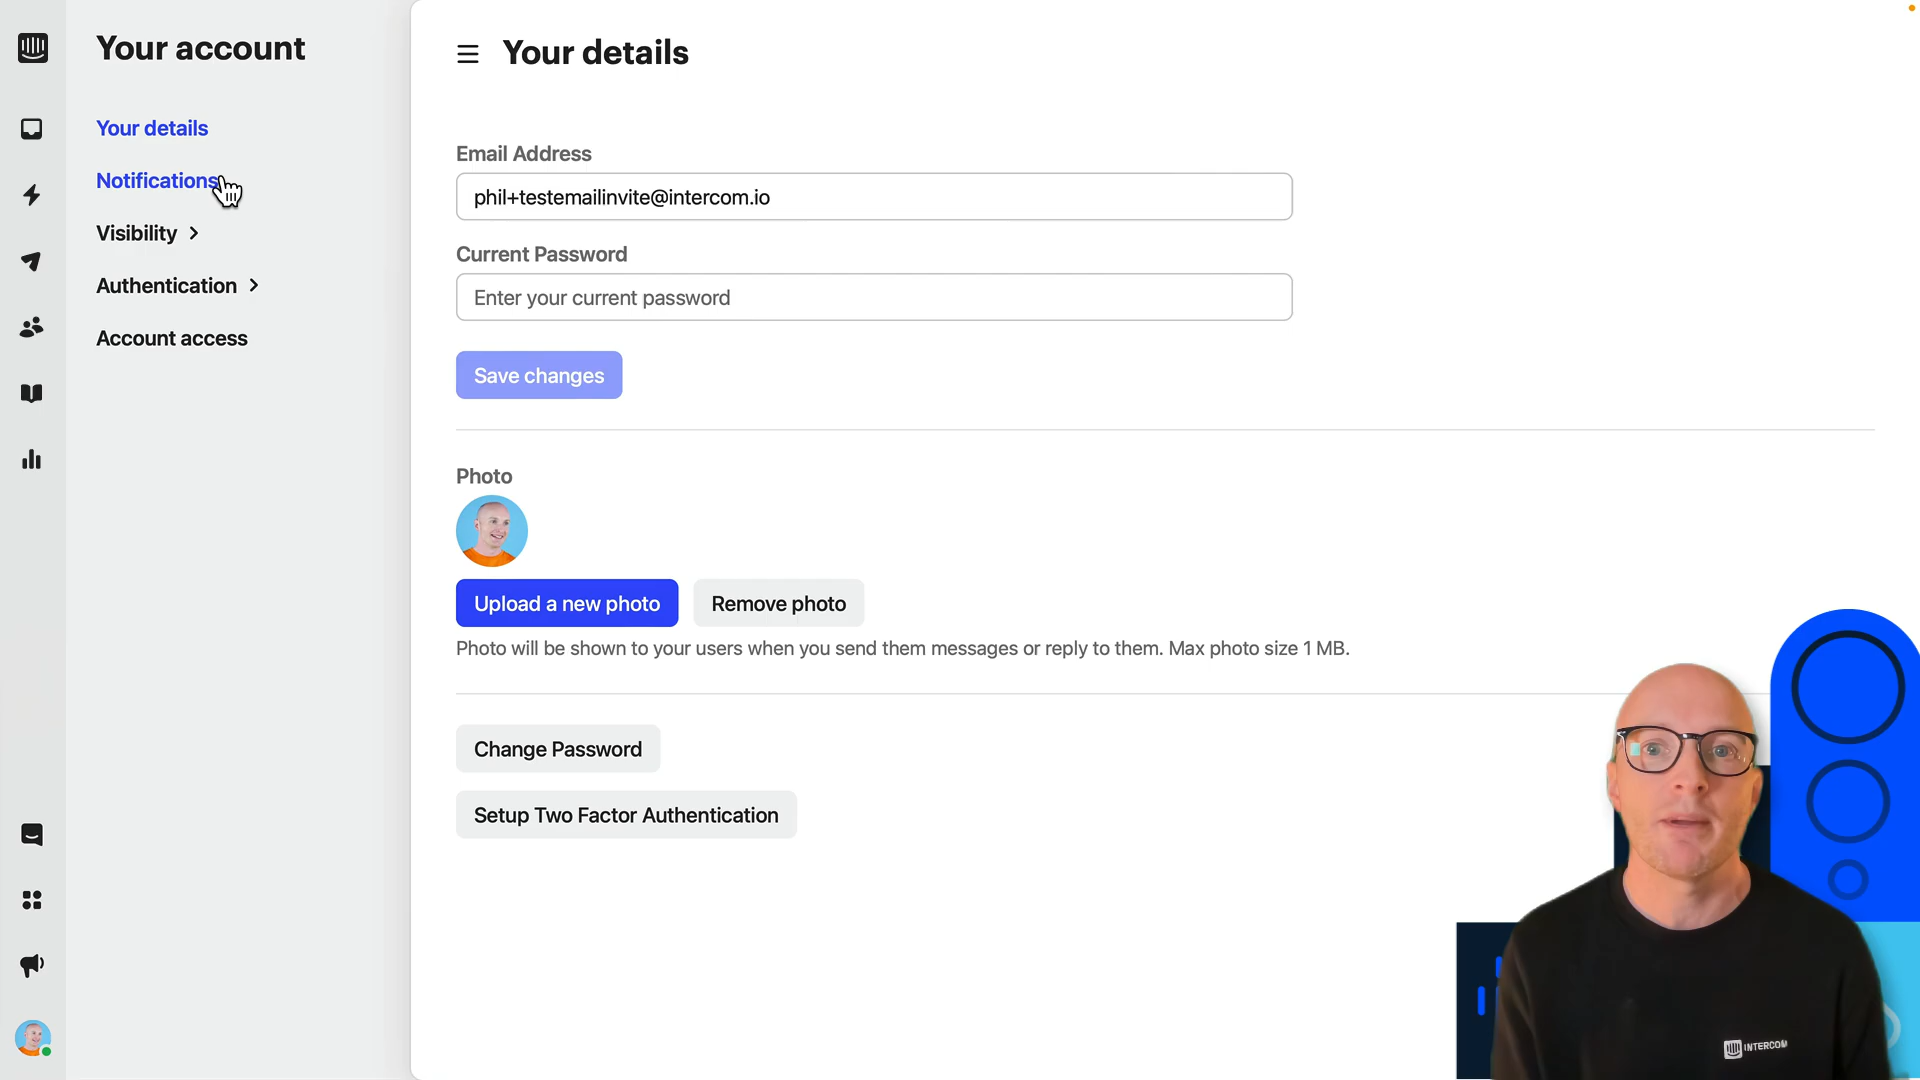 Your account
Your details
Notifications
Visibility
Authentication
Account access
Your details
Email Address
phil+testemailinvite@intercom.io
Current Password
Enter your current password
Save changes
Photo
Upload a new photo
Remove photo
Photo will be shown to your users when you send them messages or reply to them. Max photo size 1 MB.
Change Password
Setup Two Factor Authentication
INTERCOM